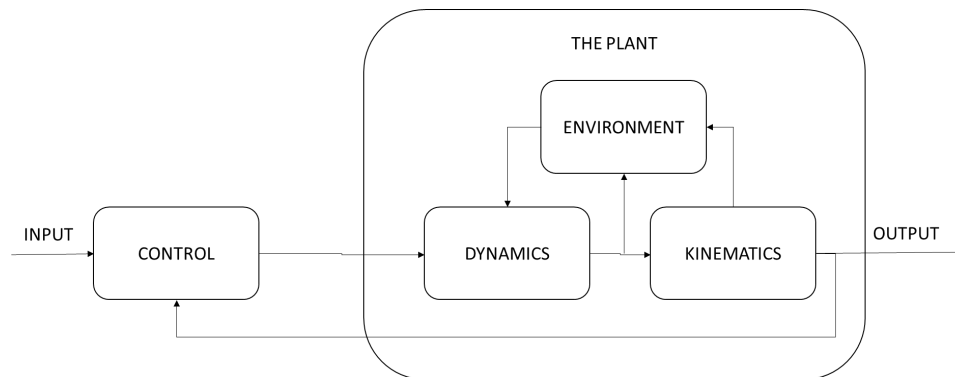 THE PLANT
ENVIRONMENT
INPUT
CONTROL
DYNAMICS
KINEMATICS
OUTPUT